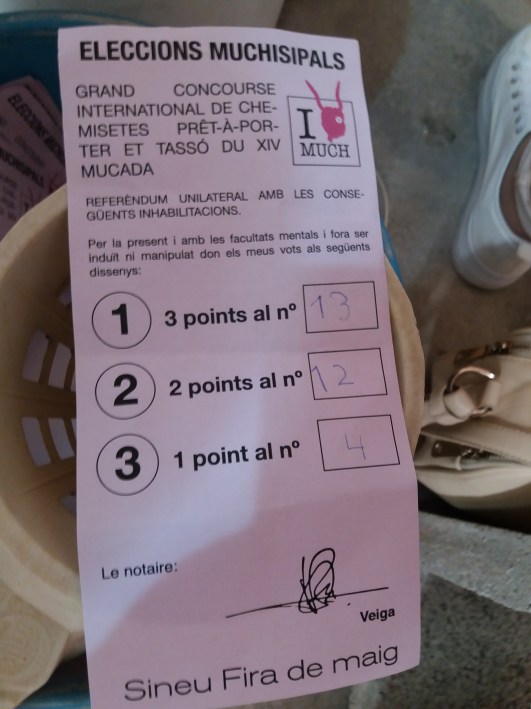 ELECCIONS MUCHISIPALS
GRAND CONCOURSE
INTERNATIONAL DE CHE-
MISETES PRÊT-À-POR-
TER ET TASSÓ DU XIV
MUCADA
I
MUCH
REFERÈNDUM UNILATERAL AMB LES CONSE-
GÜENTS INHABILITACIONS.
Per la present i amb les facultats mentals i fora ser
induït ni manipulat don els meus vots als següents
dissenys:
1 3 points al nº 13
2 2 points al nº 12
3 1 point al nº 4
Le notaire:
Veiga
Sineu Fira de maig